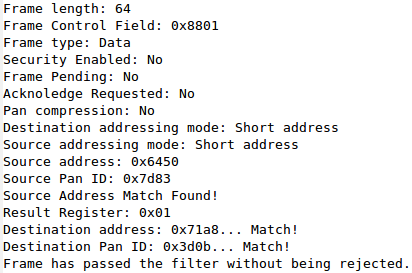 Frame length: 64
Frame Control Field: 0x8801
Frame type: Data
Security Enabled: No
Frame Pending: No
Acknoledge Requested: No
Pan compression: No
Destination addressing mode: Short address
Source addressing mode: Short address
Source address: 0x6450
Source Pan ID: 0x7d83
Source Address Match Found!
Result Register: 0x01
Destination address: 0x71a8... Match!
Destination Pan ID: 0x3d0b... Match!
Frame has passed the filter without being rejected.